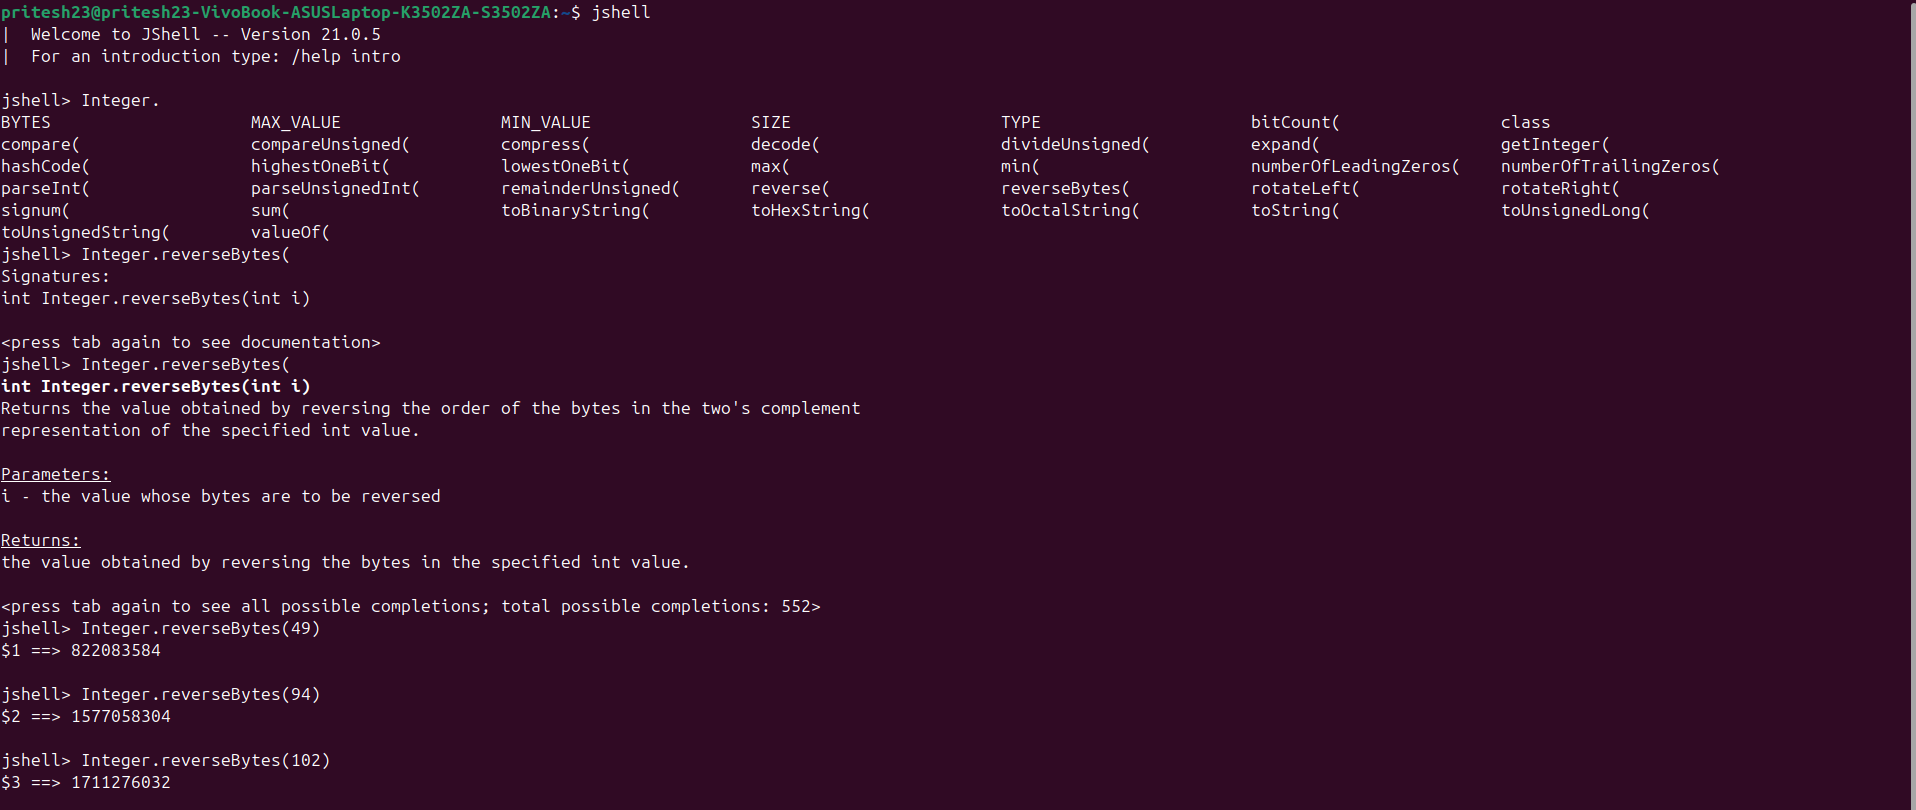 pritesh23@pritesh23-VivoBook-ASUSLaptop-K3502ZA-S3502ZA:~$ jshell
|  Welcome to JShell -- Version 21.0.5
|  For an introduction type: /help intro

jshell> Integer.
BYTES                    MAX_VALUE                MIN_VALUE                SIZE                     TYPE                     bitCount(                class
compare(                 compareUnsigned(         compress(                decode(                  divideUnsigned(          expand(                  getInteger(
hashCode(                highestOneBit(           lowestOneBit(            max(                     min(                     numberOfLeadingZeros(    numberOfTrailingZeros(
parseInt(                parseUnsignedInt(        remainderUnsigned(       reverse(                 reverseBytes(            rotateLeft(              rotateRight(
signum(                  sum(                     toBinaryString(          toHexString(             toOctalString(           toString(                toUnsignedLong(
toUnsignedString(        valueOf(
jshell> Integer.reverseBytes(
Signatures:
int Integer.reverseBytes(int i)

<press tab again to see documentation>
jshell> Integer.reverseBytes(
int Integer.reverseBytes(int i)
Returns the value obtained by reversing the order of the bytes in the two's complement
representation of the specified int value.

Parameters:
i - the value whose bytes are to be reversed

Returns:
the value obtained by reversing the bytes in the specified int value.

<press tab again to see all possible completions; total possible completions: 552>
jshell> Integer.reverseBytes(49)
$1 ==> 822083584

jshell> Integer.reverseBytes(94)
$2 ==> 1577058304

jshell> Integer.reverseBytes(102)
$3 ==> 1711276032